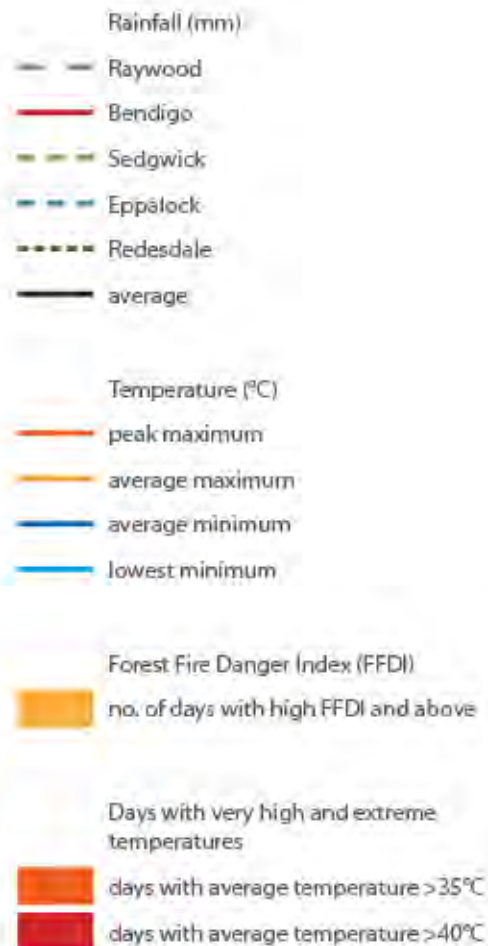 Rainfall (mm)
Raywood
Bendigo
Sedgwick
Eppalock
Redesdale
average
Temperature (°C)
peak maximum
average maximum
average minimum
lowest minimum
Forest Fire Danger Index (FFDI)
no. of days with high FFDI and above
Days with very high and extreme
temperatures
days with average temperature >35°C
days with average temperature >40°C